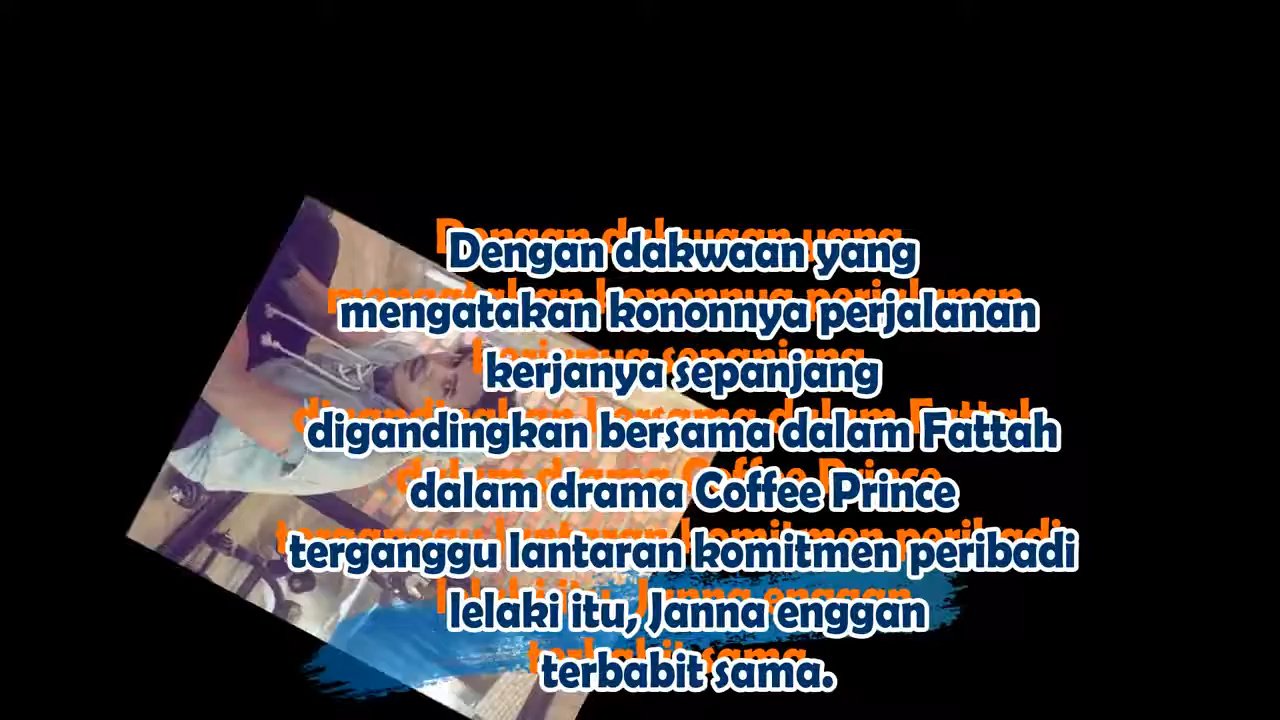 Dengan dakwaan yang
mengatakan kononnya perjalanan
kerjanya sepanjang
digandingkan bersama dalam Fattah
dalam drama Coffee Prince
terganggu lantaran komitmen peribadi
lelaki itu, Janna enggan
terbabit sama.